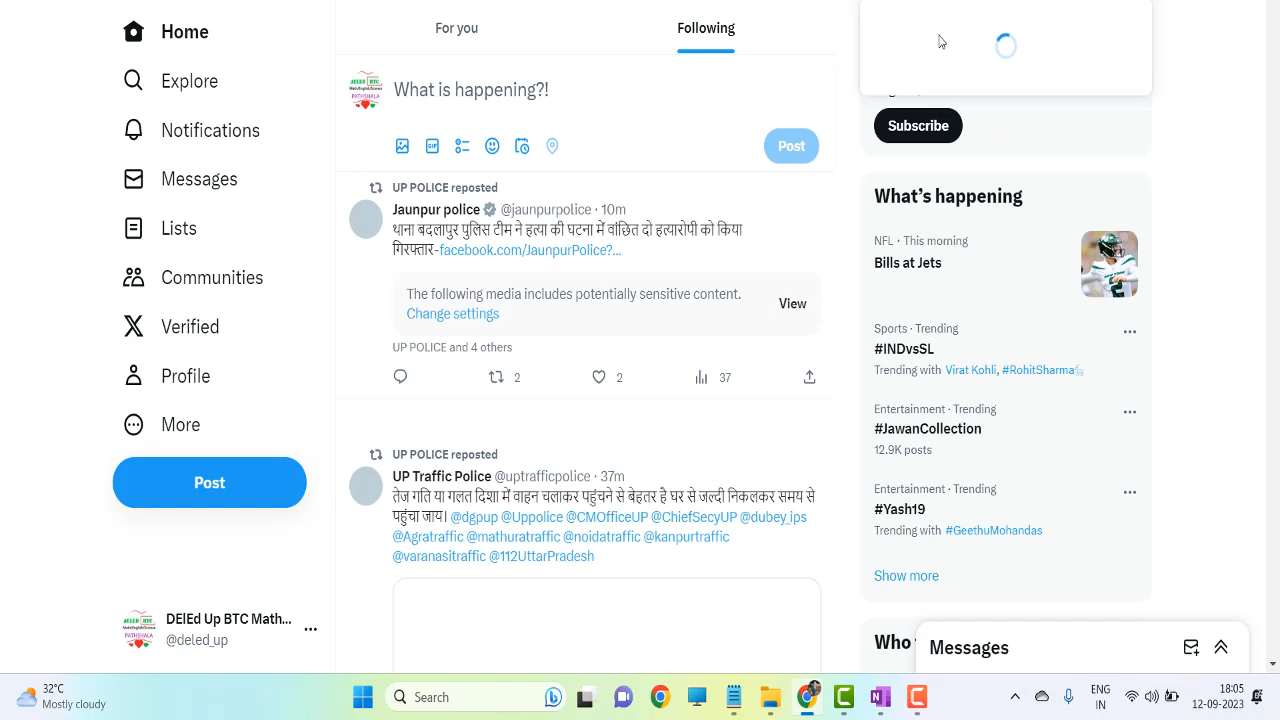 Home
Explore
Notifications
Messages
Lists
Communities
Verified
Profile
More
Post
DElEd Up BTC Math...
@deled_up
For you
Following
What is happening?!
GIF
Post
UP POLICE reposted
Jaunpur police @jaunpurpolice · 10m
थाना बदलापुर पुलिस टीम ने हत्या की घटना में वांछित दो हत्यारोपी को किया
गिरफ्तार-facebook.com/JaunpurPolice?...
The following media includes potentially sensitive content.
Change settings
View
UP POLICE and 4 others
2
2
37
UP POLICE reposted
UP Traffic Police @uptrafficpolice · 37m
तेज गति या गलत दिशा में वाहन चलाकर पहुंचने से बेहतर है घर से जल्दी निकलकर समय से
पहुंचा जाय। @dgpup @Uppolice @CMOfficeUP @ChiefSecyUP @dubey_ips
@Agratraffic @mathuratraffic @noidatraffic @kanpurtraffic
@varanasitraffic @112UttarPradesh
Subscribe
What's happening
NFL · This morning
Bills at Jets
Sports · Trending
#INDvsSL
Trending with Virat Kohli, #RohitSharma
Entertainment · Trending
#JawanCollection
12.9K posts
Entertainment · Trending
#Yash19
Trending with #GeethuMohandas
Show more
Who
Messages
32°C
Mostly cloudy
Search
ENG
IN
18:05
12-09-2023